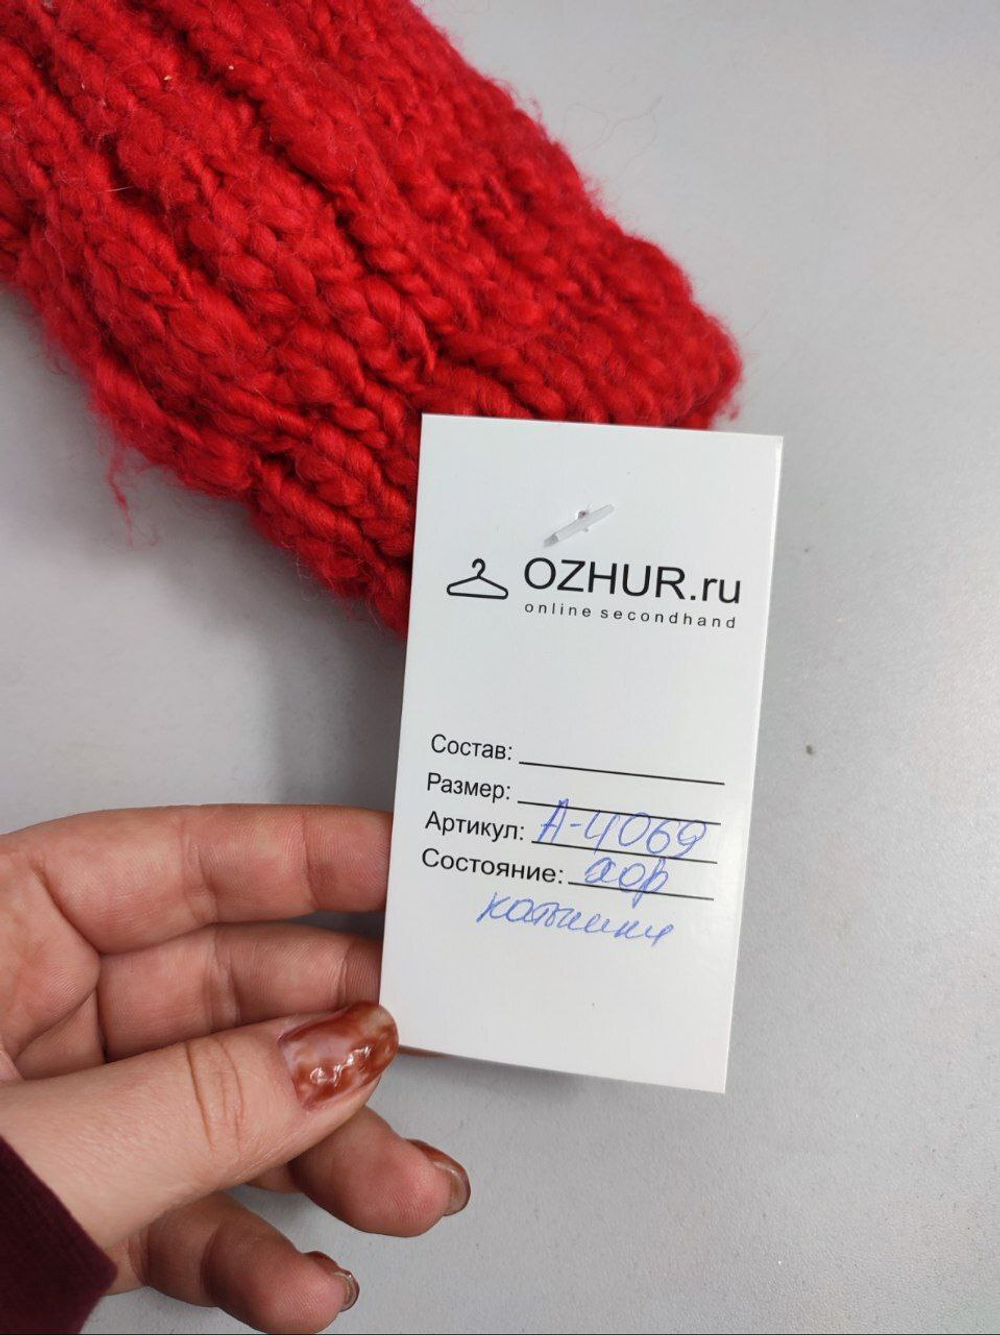 OZHUR.ru
online secondhand
Состав:
Размер:
Артикул: А-4069
Состояние: хор
катышки